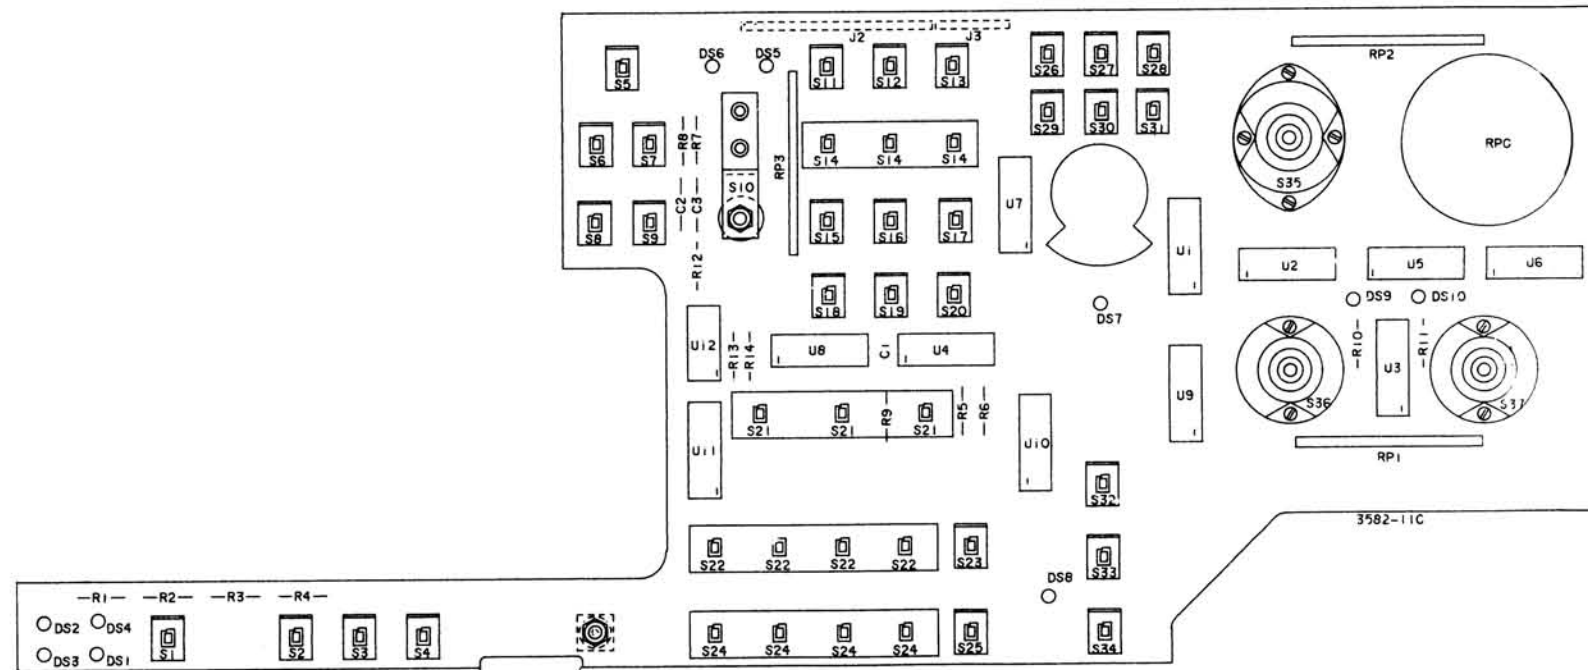 J2 J3
DS6 DS5
S5 S11 S12 S13 S26 S27 S28 RP2
S6 S7 R8 R7 RP3 S14 S14 S14 S29 S30 S31 S35 RPG
S10
S8 S9 C2 C3 S15 S16 S17 U7 U1
R12 U2 U5 U6
S18 S19 S20 DS7 DS9 DS10
U12 R13 R14 U8 C1 U4 R10 U3 R11
S21 S21 R9 S21 R5 R6 U9 S36 S37
U11 U10 RP1
S32
3582-11C
S22 S22 S22 S22 S23 S33
DS8
R1 R2 R3 R4
DS2 DS4
DS3 DS1 S1 S2 S3 S4 S24 S24 S24 S24 S25 S34